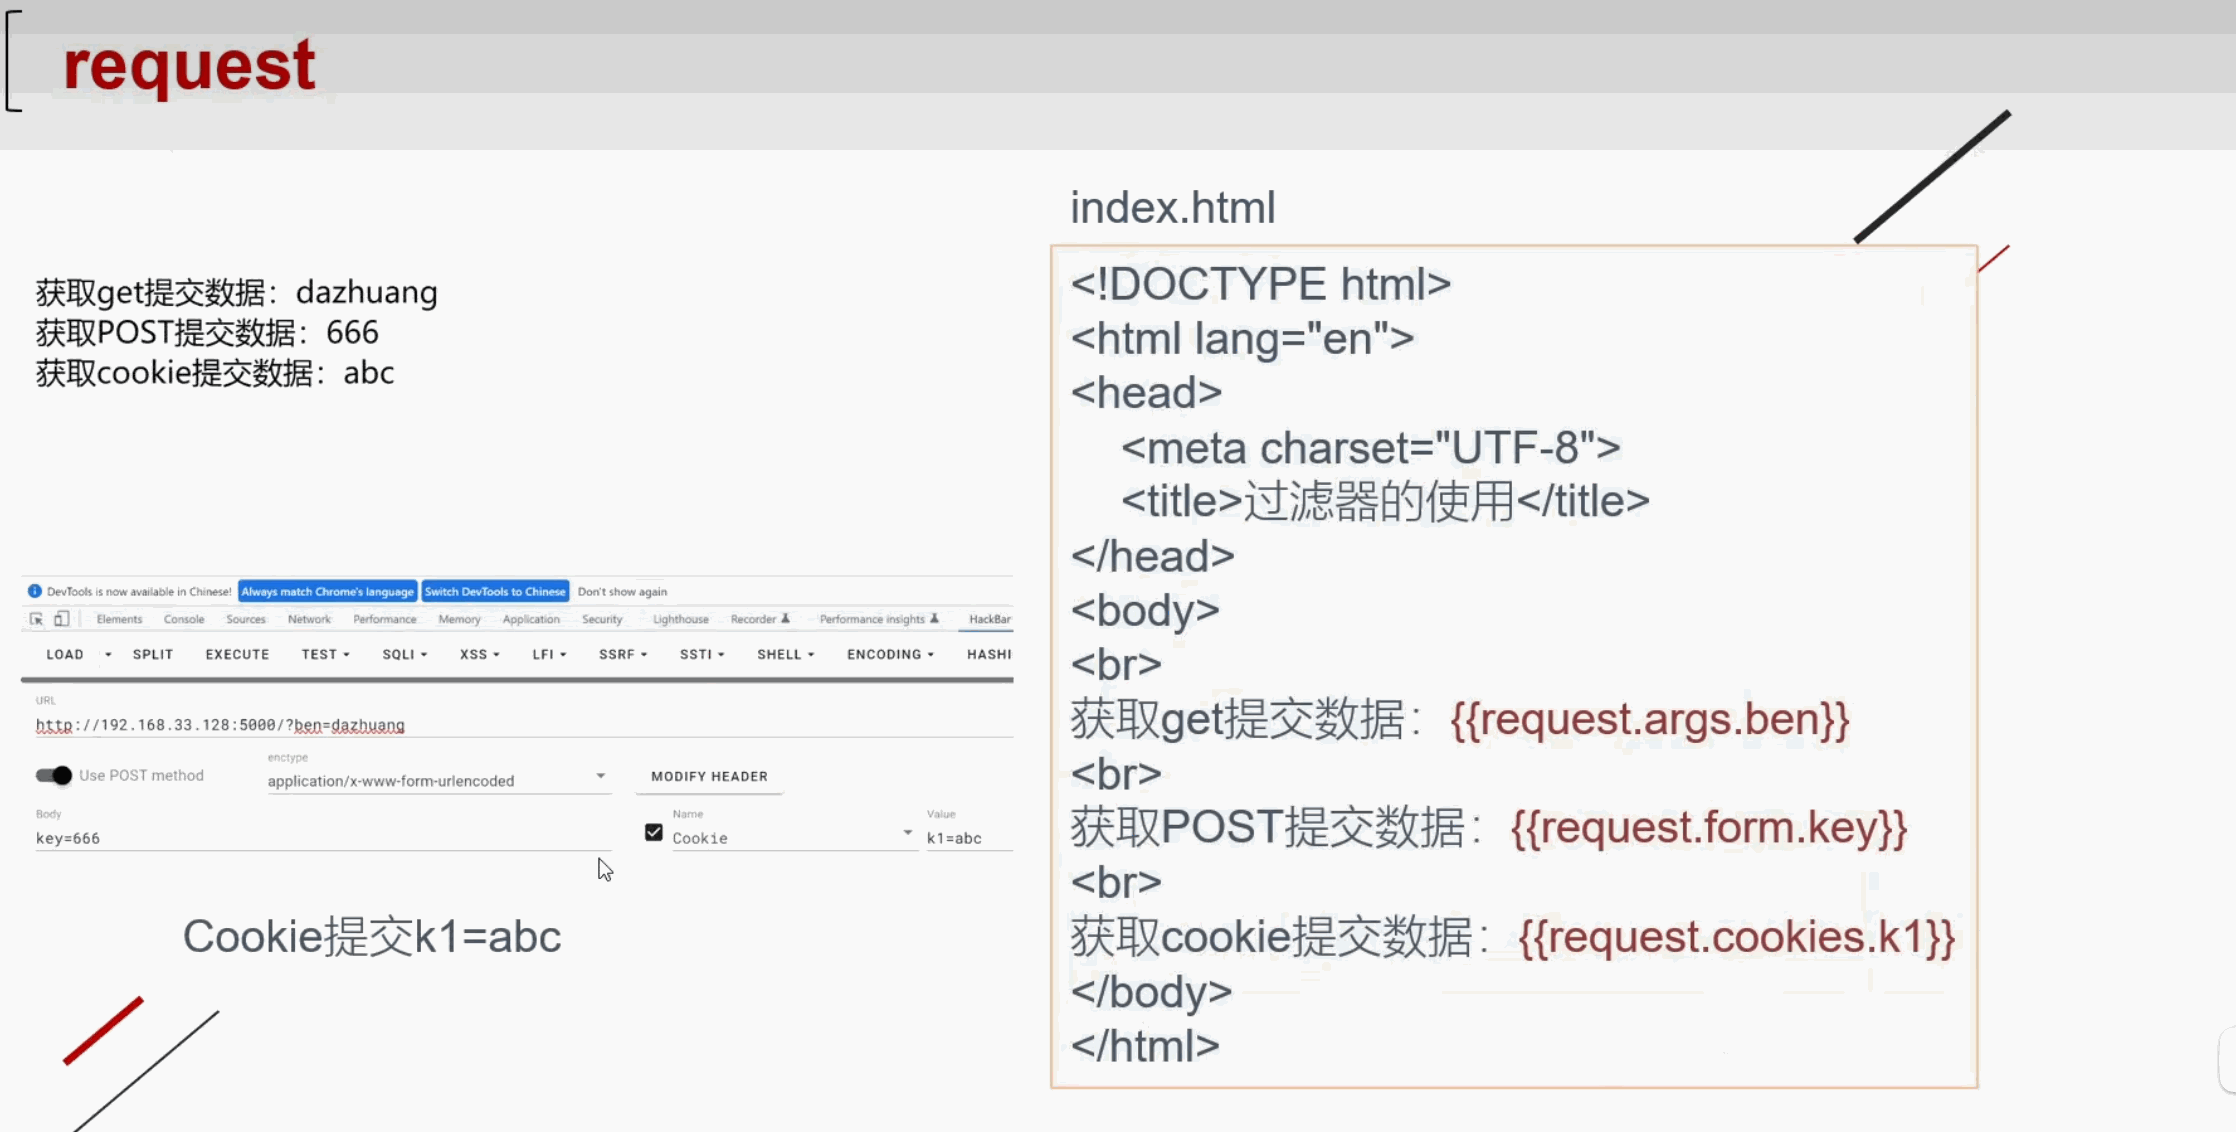 request
获取get提交数据：dazhuang
获取POST提交数据：666
获取cookie提交数据：abc
DevTools is now available in Chinese! Always match Chrome's language Switch DevTools to Chinese Don't show again
Elements Console Sources Network Performance Memory Application Security Lighthouse Recorder Performance insights HackBar
LOAD SPLIT EXECUTE TEST SQLI XSS LFI SSRF SSTI SHELL ENCODING HASHI
URL
http://192.168.33.128:5000/?ben=dazhuang
Use POST method
enctype
application/x-www-form-urlencoded
MODIFY HEADER
Body
key=666
Name
Cookie
Value
k1=abc
Cookie提交k1=abc
index.html
<!DOCTYPE html>
<html lang="en">
<head>
<meta charset="UTF-8">
<title>过滤器的使用</title>
</head>
<body>
<br>
获取get提交数据：{{request.args.ben}}
<br>
获取POST提交数据：{{request.form.key}}
<br>
获取cookie提交数据：{{request.cookies.k1}}
</body>
</html>